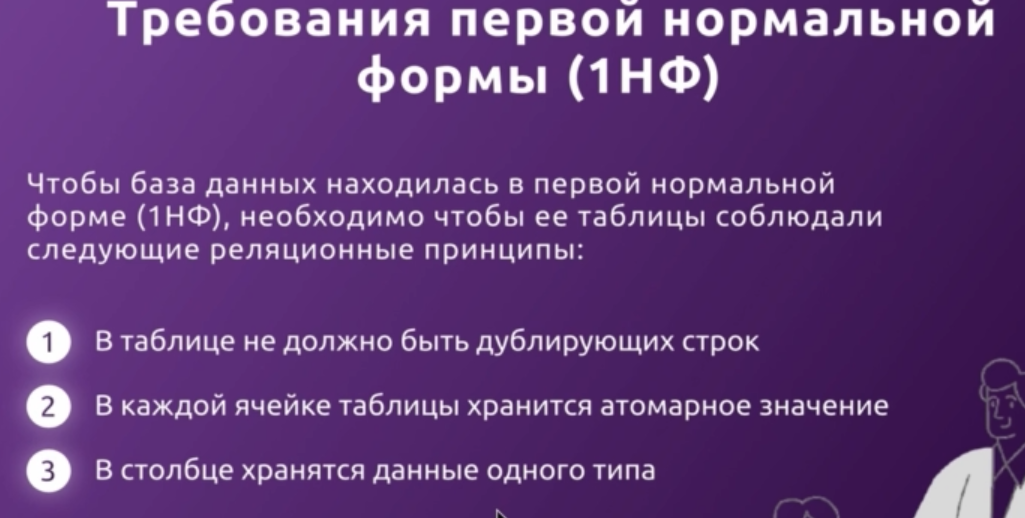 Требования первой нормальной
формы (1НФ)
Чтобы база данных находилась в первой нормальной
форме (1НФ), необходимо чтобы ее таблицы соблюдали
следующие реляционные принципы:
1 В таблице не должно быть дублирующих строк
2 В каждой ячейке таблицы хранится атомарное значение
3 В столбце хранятся данные одного типа